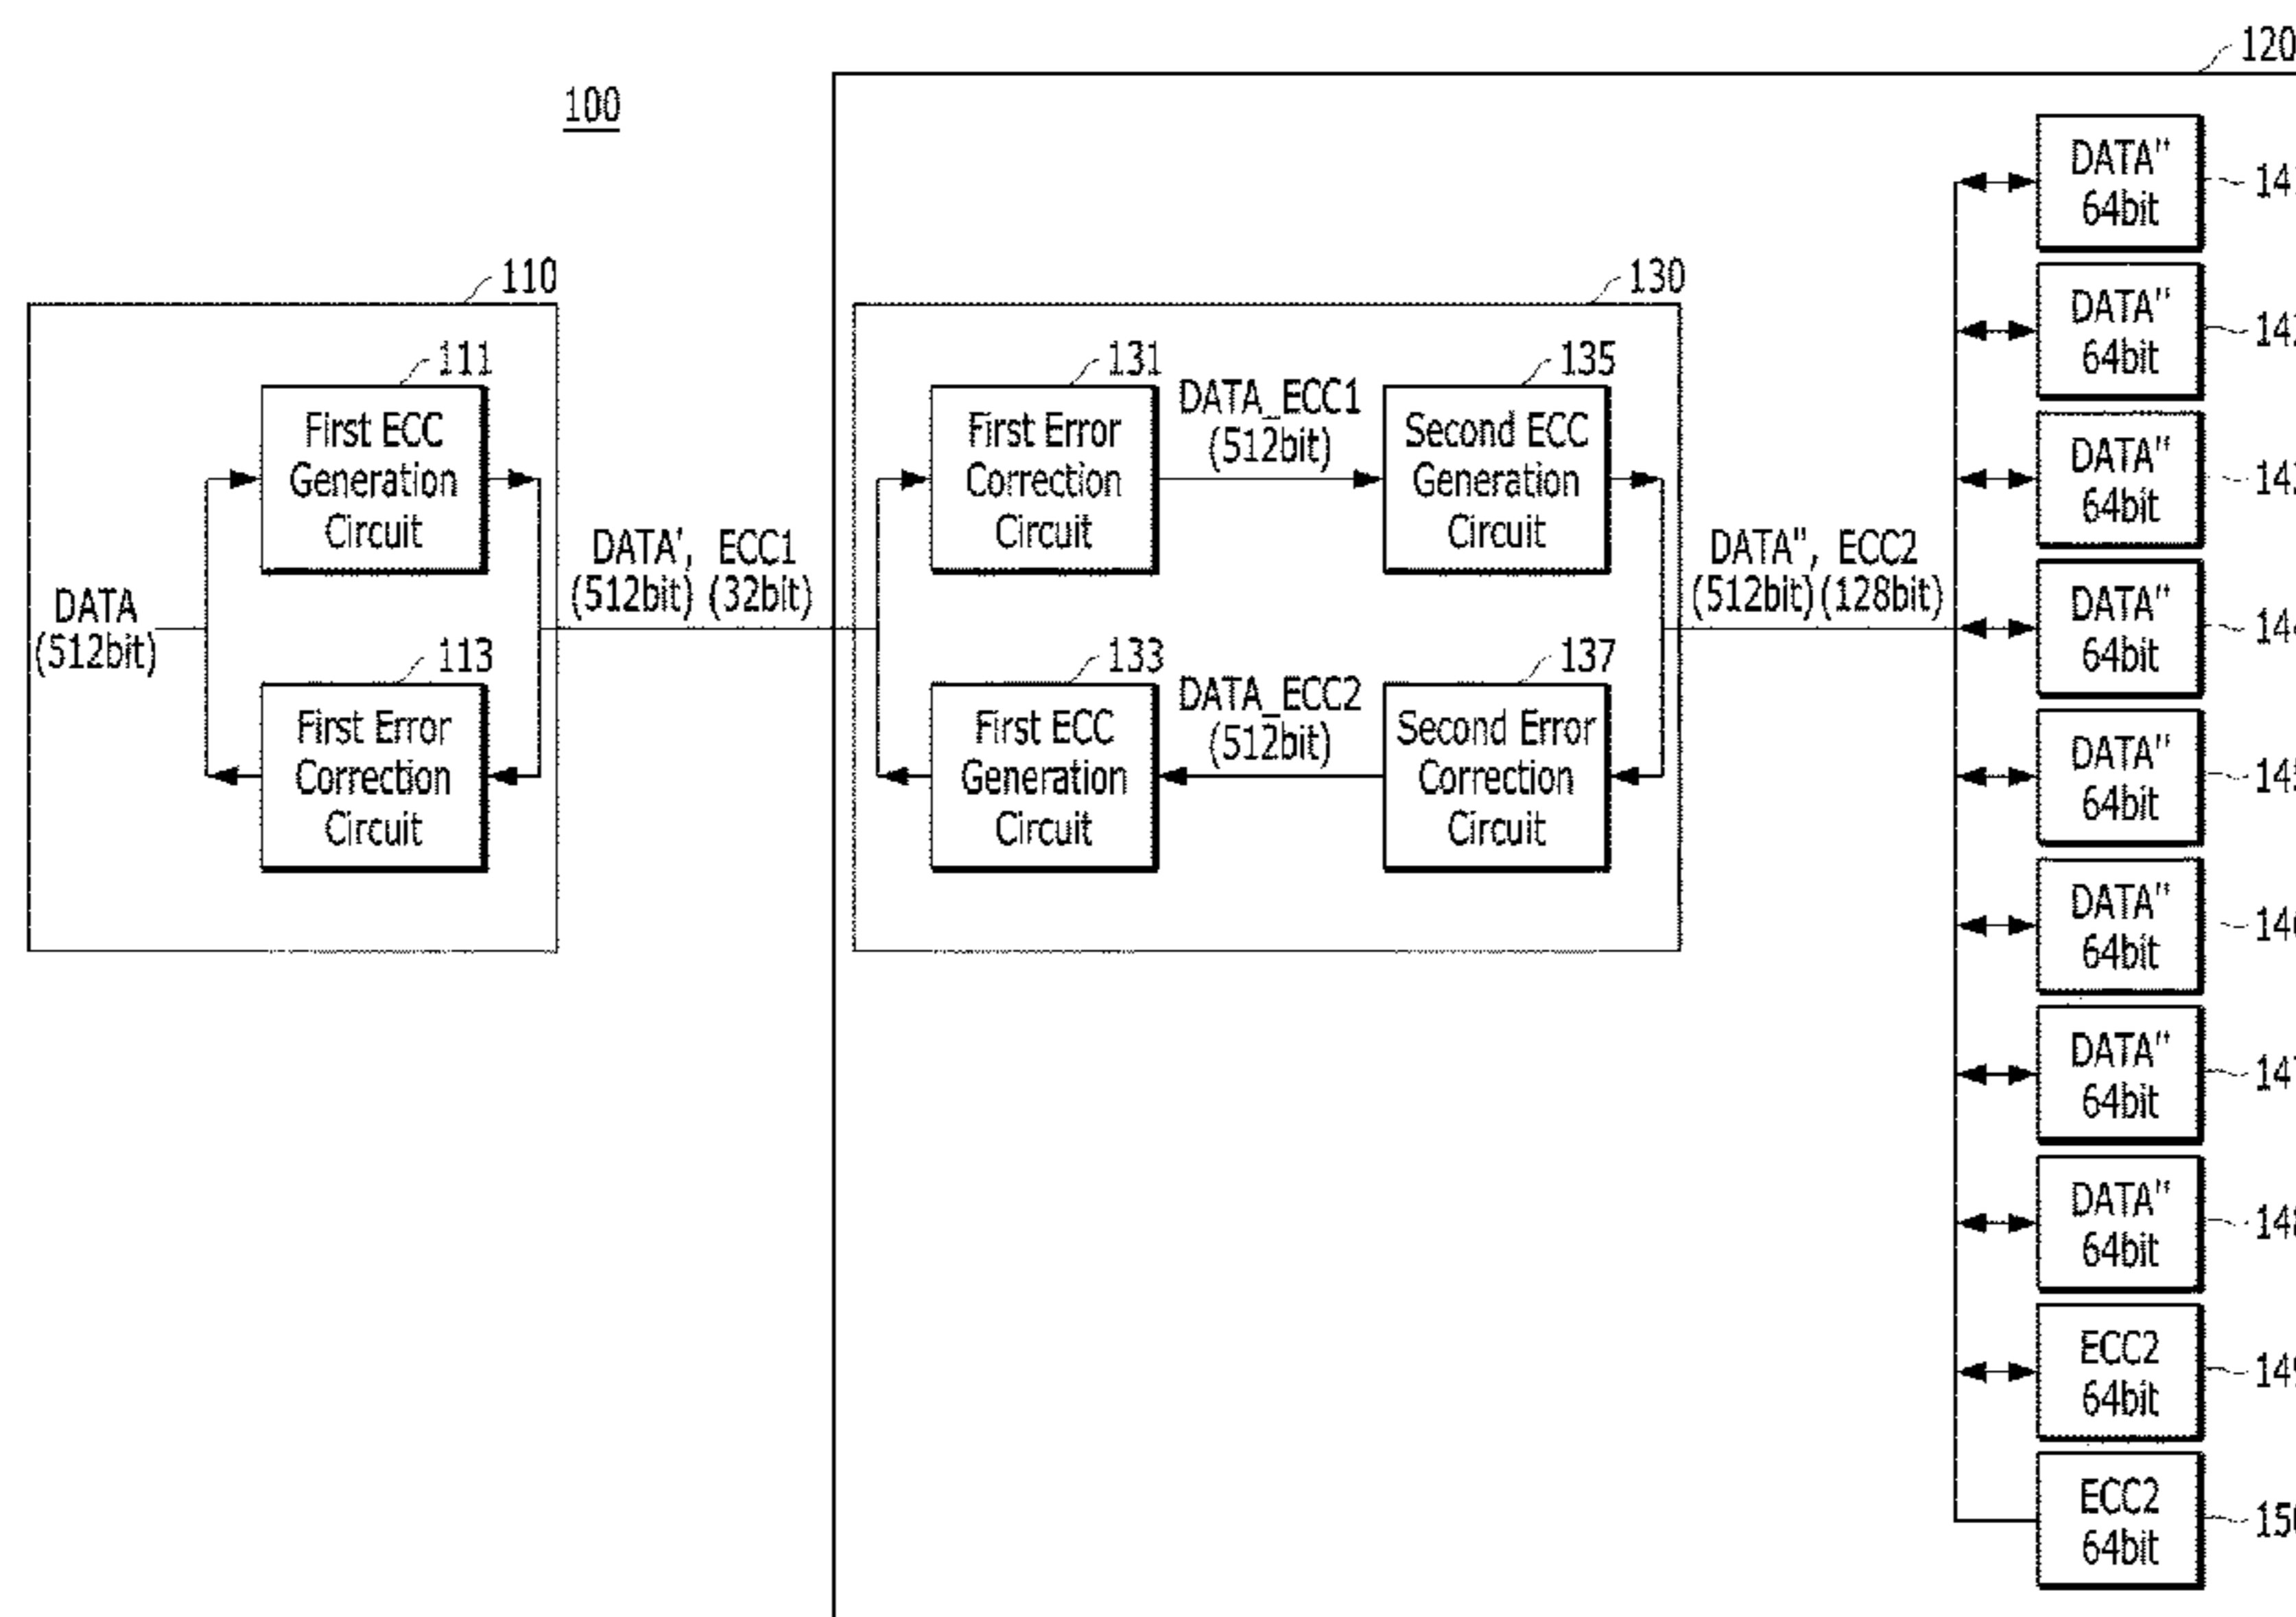 120
100
DATA"
64bit
110
130
DATA"
64bit
111
131
135
First ECC
Generation
Circuit
First Error
Correction
Circuit
DATA_ECC1
(512bit)
Second ECC
Generation
Circuit
DATA"
64bit
DATA
(512bit)
DATA', ECC1
(512bit) (32bit)
DATA", ECC2
(512bit) (128bit)
DATA"
64bit
113
133
137
First Error
Correction
Circuit
First ECC
Generation
Circuit
DATA_ECC2
(512bit)
Second Error
Correction
Circuit
DATA"
64bit
DATA"
64bit
DATA"
64bit
DATA"
64bit
ECC2
64bit
ECC2
64bit